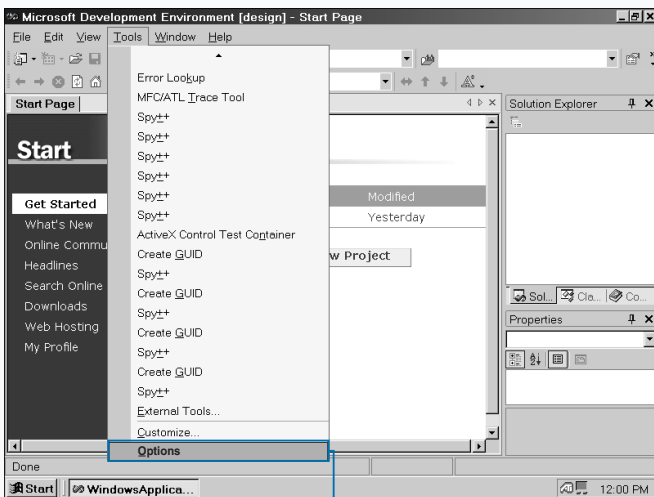 Microsoft Development Environment [design] - Start Page
File Edit View Tools Window Help
Error Lookup
MFC/ATL Trace Tool
Spy++
Spy++
Spy++
Spy++
Spy++
Spy++
ActiveX Control Test Container
Create GUID
Spy++
Create GUID
Spy++
Create GUID
Spy++
Create GUID
Spy++
External Tools...
Customize...
Options
Start Page
Start
Get Started
What's New
Online Commu
Headlines
Search Online
Downloads
Web Hosting
My Profile
Modified
Yesterday
w Project
Solution Explorer
Sol... Cla... Co...
Properties
Done
Start WindowsApplica... 12:00 PM